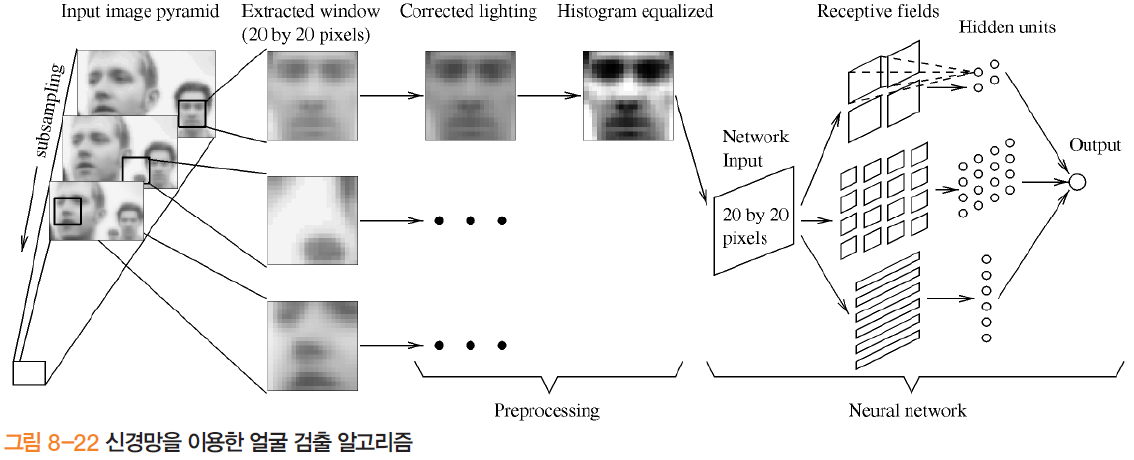 Input image pyramid
Extracted window
(20 by 20 pixels)
Corrected lighting
Histogram equalized
Receptive fields
Hidden units
subsampling
Network
Input
20 by 20
pixels
Output
Preprocessing
Neural network
그림 8-22 신경망을 이용한 얼굴 검출 알고리즘